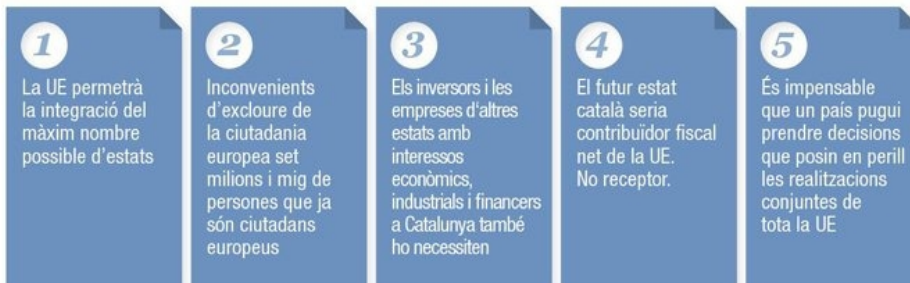 1
La UE permetrà
la integració del
màxim nombre
possible d'estats
2
Inconvenients
d'excloure de
la ciutadania
europea set
milions i mig de
persones que ja
són ciutadans
europeus
3
Els inversors i les
empreses d'altres
estats amb
interessos
econòmics,
industrials i financers
a Catalunya també
ho necessiten
4
El futur estat
català seria
contribuïdor fiscal
net de la UE.
No receptor.
5
És impensable
que un país pugui
prendre decisions
que posin en perill
les realitzacions
conjuntes de
tota la UE